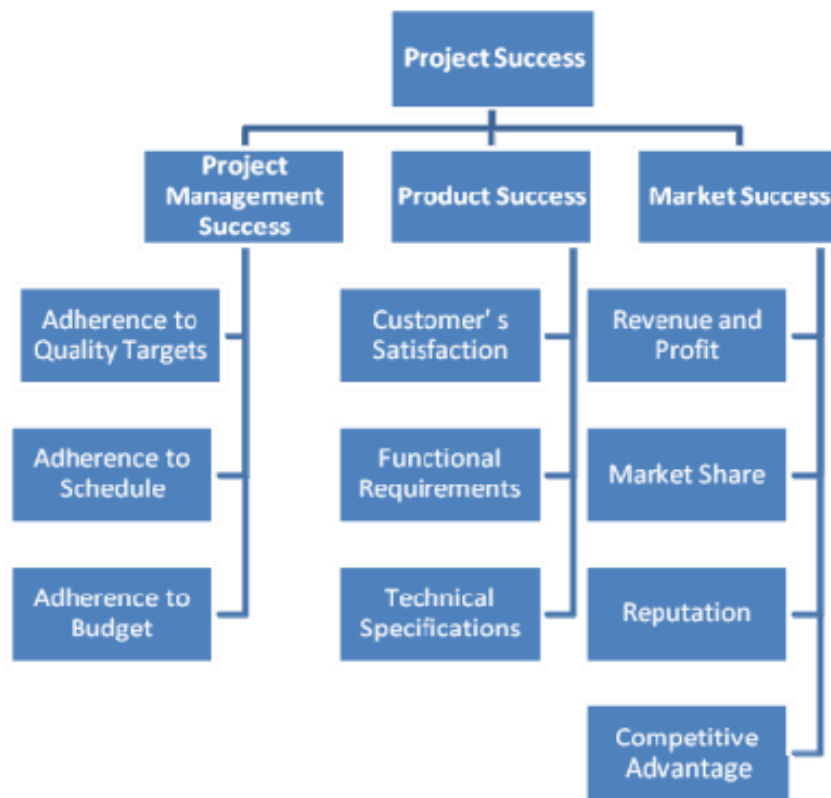 Project Success
Project
Management
Success
Product Success
Market Success
Adherence to
Quality Targets
Customer' s
Satisfaction
Revenue and
Profit
Adherence to
Schedule
Functional
Requirements
Market Share
Adherence to
Budget
Technical
Specifications
Reputation
Competitive
Advantage